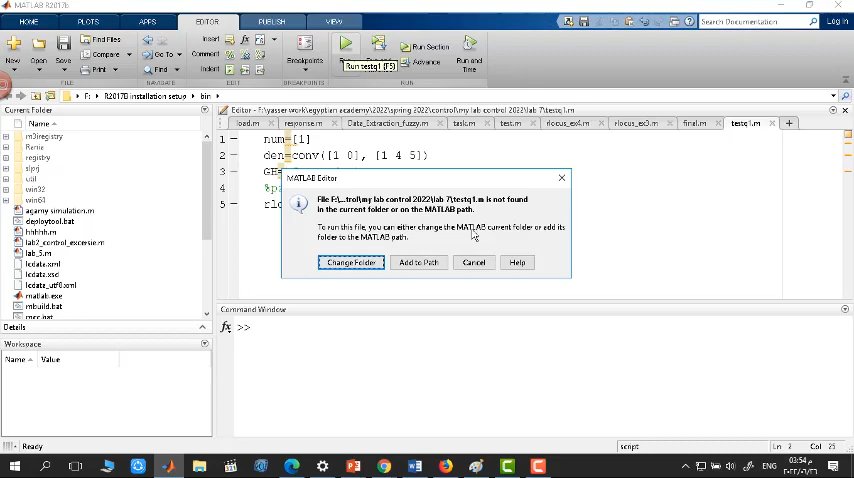 MATLAB R2017b
HOME PLOTS APPS EDITOR PUBLISH VIEW Search Documentation Log In
New Open Save Find Files Compare Print Go To Find Insert Comment Indent fx Breakpoints Run Section Advance Run and Time
Run testq1 (F5)
FILE BREAKPOINTS RUN
F: R2017B installation setup bin
Current Folder
Name
m3iregistry
Rania
registry
slprj
util
win32
win64
agamy simulation.m
deploytool.bat
hhhhh.m
lab2_control_excersie.m
lab_5.m
lcdata.xml
lcdata.xsd
lcdata_utf8.xml
matlab.exe
mbuild.bat
mcc.bat
Details
Workspace
Name Value
Editor - F:\yasser work\egyptian academy\2022\spring 2022\control\my lab control 2022\lab 7\testq1.m
load.m response.m Data_Extraction_fuzzy.m task.m test.m rlocus_ex4.m rlocus_ex3.m final.m testq1.m
1 num=[1]
2 den=conv([1 0], [1 4 5])
3 GH=
4
5
MATLAB Editor
File F:\...trol\my lab control 2022\lab 7\testq1.m is not found
in the current folder or on the MATLAB path.
To run this file, you can either change the MATLAB current folder or add its
folder to the MATLAB path.
Change Folder Add to Path Cancel Help
Command Window
fx >>
Ready script Ln 2 Col 25
ENG 03:54 م